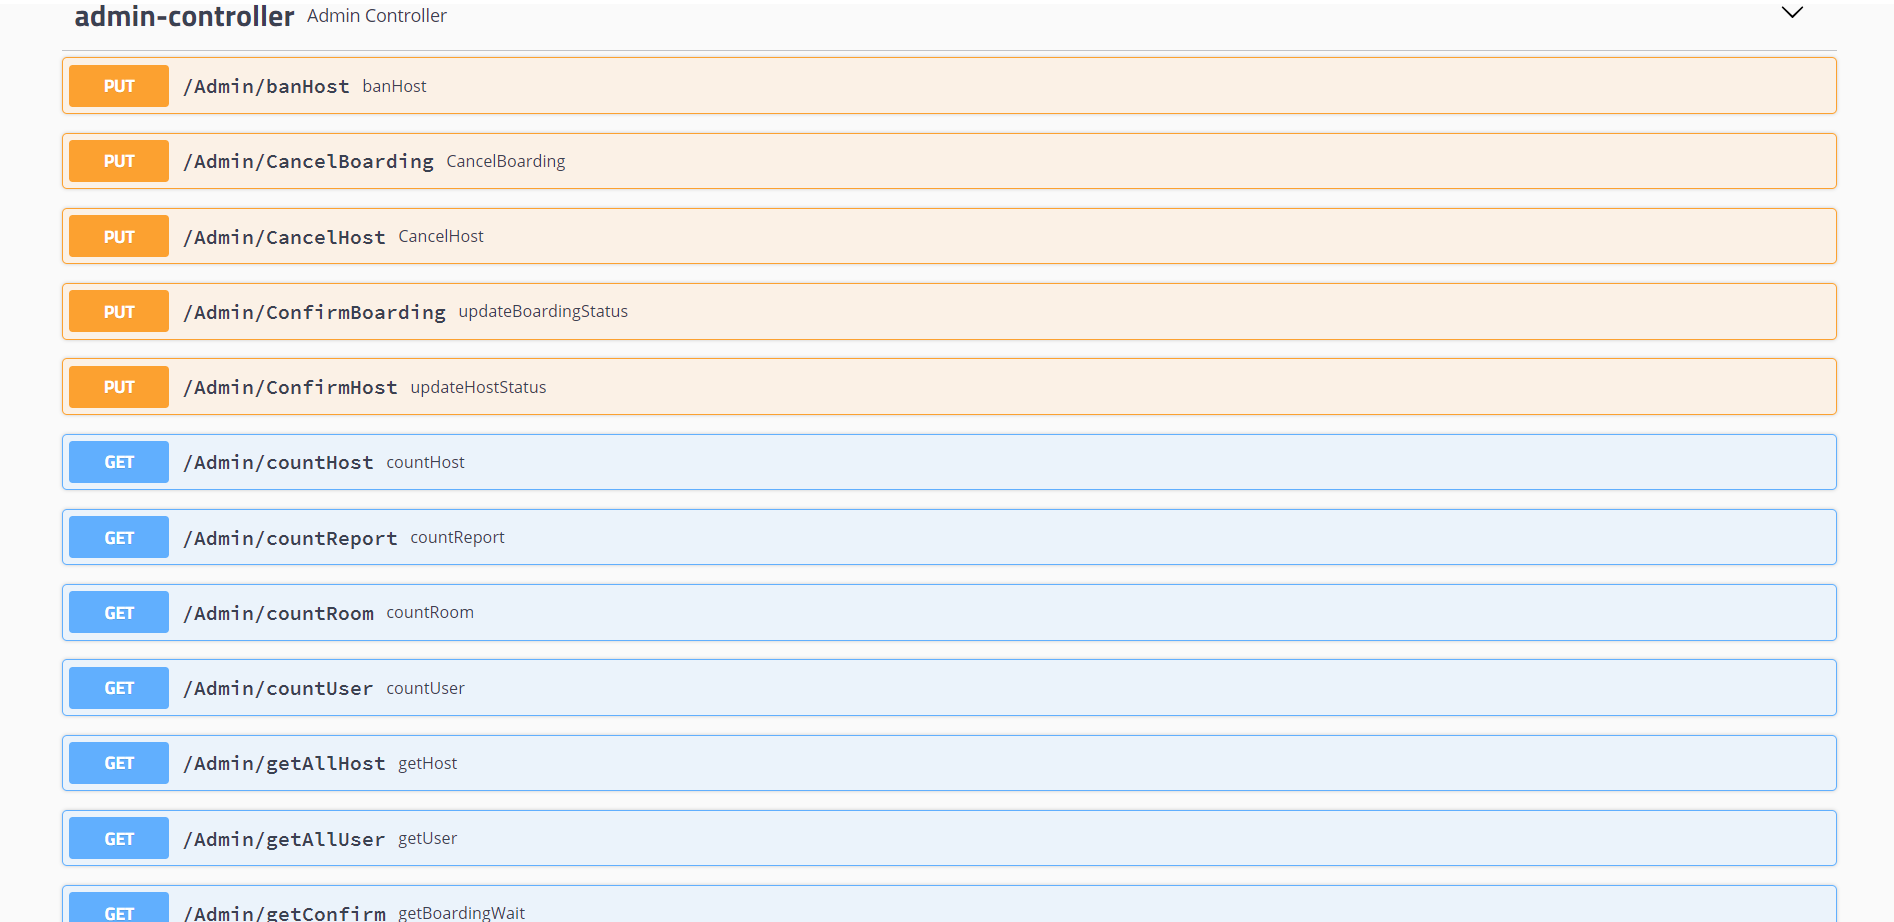 admin-controller Admin Controller
PUT /Admin/banHost banHost
PUT /Admin/CancelBoarding CancelBoarding
PUT /Admin/CancelHost CancelHost
PUT /Admin/ConfirmBoarding updateBoardingStatus
PUT /Admin/ConfirmHost updateHostStatus
GET /Admin/countHost countHost
GET /Admin/countReport countReport
GET /Admin/countRoom countRoom
GET /Admin/countUser countUser
GET /Admin/getAllHost getHost
GET /Admin/getAllUser getUser
GET /Admin/getConfirm getBoardingWait